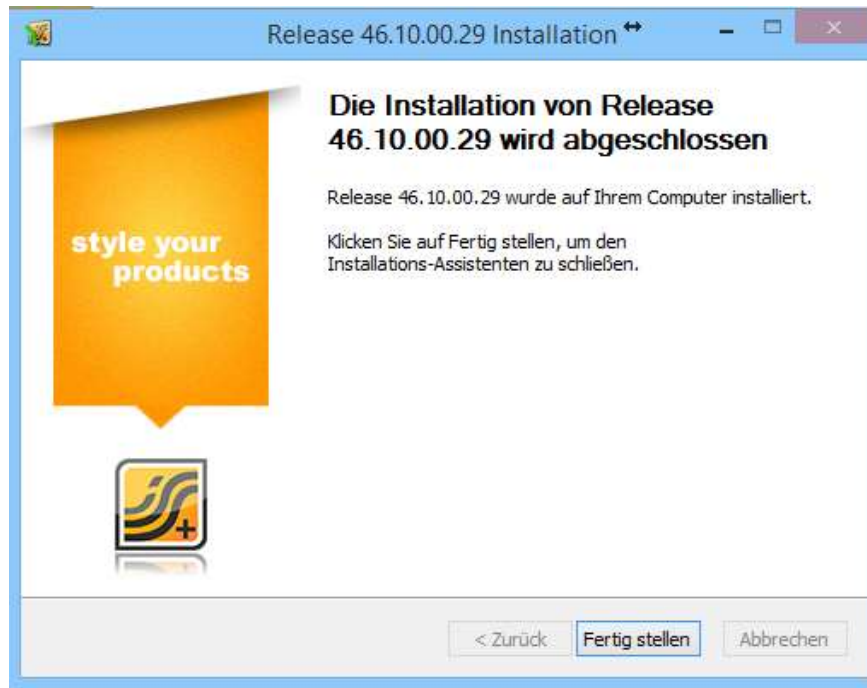 Release 46.10.00.29 Installation
Die Installation von Release
46.10.00.29 wird abgeschlossen
Release 46.10.00.29 wurde auf Ihrem Computer installiert.
Klicken Sie auf Fertig stellen, um den
Installations-Assistenten zu schließen.
style your
products
< Zurück
Fertig stellen
Abbrechen